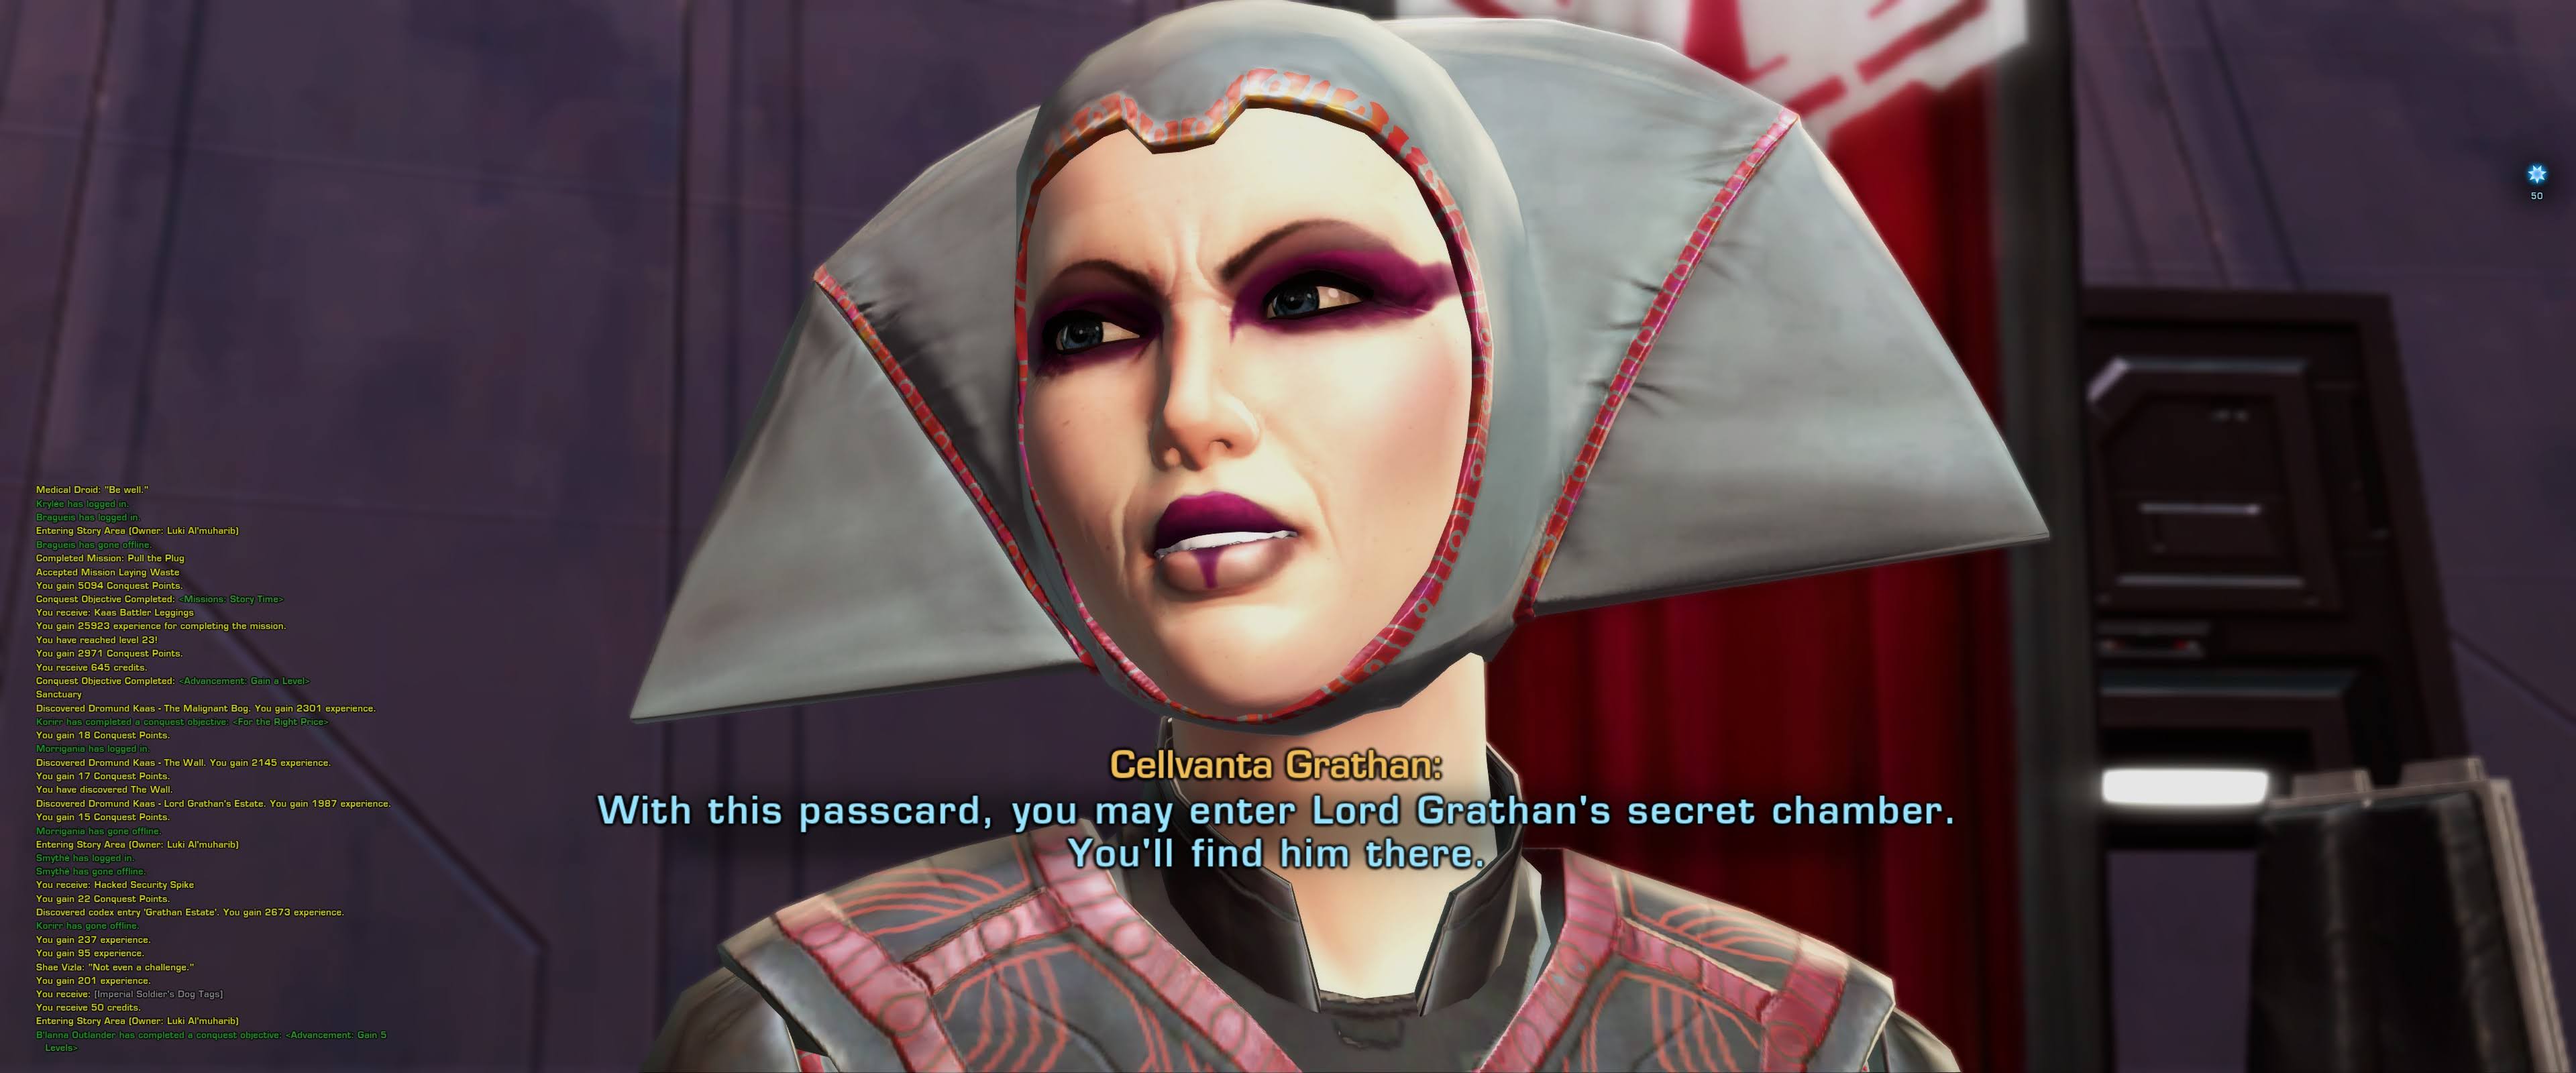 Medical Droid: "Be well."
Krylee has logged in.
Bragueis has logged in.
Entering Story Area (Owner: Luki Al'muharib)
Bragueis has gone offline.
Completed Mission: Pull the Plug
Accepted Mission Laying Waste
You gain 5094 Conquest Points.
Conquest Objective Completed: <Missions: Story Time>
You receive: Kaas Battler Leggings
You gain 25923 experience for completing the mission.
You have reached level 23!
You gain 2971 Conquest Points.
You receive 645 credits.
Conquest Objective Completed: <Advancement: Gain a Level>
Sanctuary
Discovered Dromund Kaas - The Malignant Bog. You gain 2301 experience.
Korirr has completed a conquest objective: <For the Right Price>
You gain 18 Conquest Points.
Morrigania has logged in.
Discovered Dromund Kaas - The Wall. You gain 2145 experience.
You gain 17 Conquest Points.
You have discovered The Wall.
Discovered Dromund Kaas - Lord Grathan's Estate. You gain 1987 experience.
You gain 15 Conquest Points.
Morrigania has gone offline.
Entering Story Area (Owner: Luki Al'muharib)
Smythe has logged in.
Smythe has gone offline.
You receive: Hacked Security Spike
You gain 22 Conquest Points.
Discovered codex entry 'Grathan Estate'. You gain 2673 experience.
Korirr has gone offline.
You gain 237 experience.
You gain 95 experience.
Shae Vizla: "Not even a challenge."
You gain 201 experience.
You receive: [Imperial Soldier's Dog Tags]
You receive 50 credits.
Entering Story Area (Owner: Luki Al'muharib)
B'lanna Outlander has completed a conquest objective: <Advancement: Gain 5
Levels>
Cellvanta Grathan:
With this passcard, you may enter Lord Grathan's secret chamber.
You'll find him there.
50